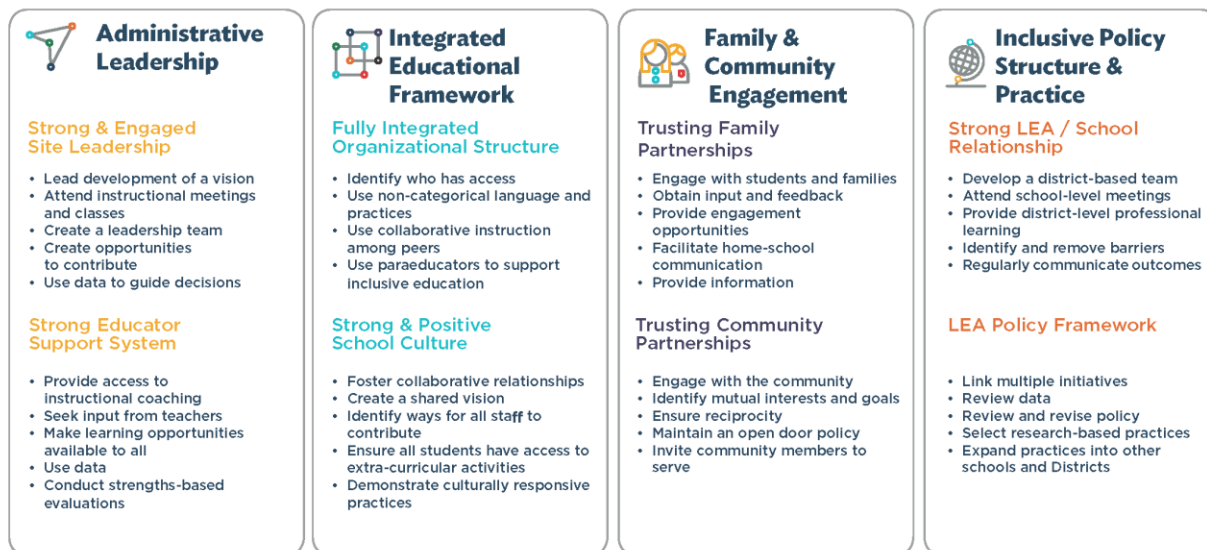 Administrative
Leadership
Strong & Engaged
Site Leadership
• Lead development of a vision
• Attend instructional meetings
and classes
• Create a leadership team
• Create opportunities
to contribute
• Use data to guide decisions
Strong Educator
Support System
• Provide access to
instructional coaching
• Seek input from teachers
• Make learning opportunities
available to all
• Use data
• Conduct strengths-based
evaluations
Integrated
Educational
Framework
Fully Integrated
Organizational Structure
• Identify who has access
• Use non-categorical language and
practices
• Use collaborative instruction
among peers
• Use paraeducators to support
inclusive education
Strong & Positive
School Culture
• Foster collaborative relationships
• Create a shared vision
• Identify ways for all staff to
contribute
• Ensure all students have access to
extra-curricular activities
• Demonstrate culturally responsive
practices
Family &
Community
Engagement
Trusting Family
Partnerships
• Engage with students and families
• Obtain input and feedback
• Provide engagement
opportunities
• Facilitate home-school
communication
• Provide information
Trusting Community
Partnerships
• Engage with the community
• Identify mutual interests and goals
• Ensure reciprocity
• Maintain an open door policy
• Invite community members to
serve
Inclusive Policy
Structure &
Practice
Strong LEA / School
Relationship
• Develop a district-based team
• Attend school-level meetings
• Provide district-level professional
learning
• Identify and remove barriers
• Regularly communicate outcomes
LEA Policy Framework
• Link multiple initiatives
• Review data
• Review and revise policy
• Select research-based practices
• Expand practices into other
schools and Districts